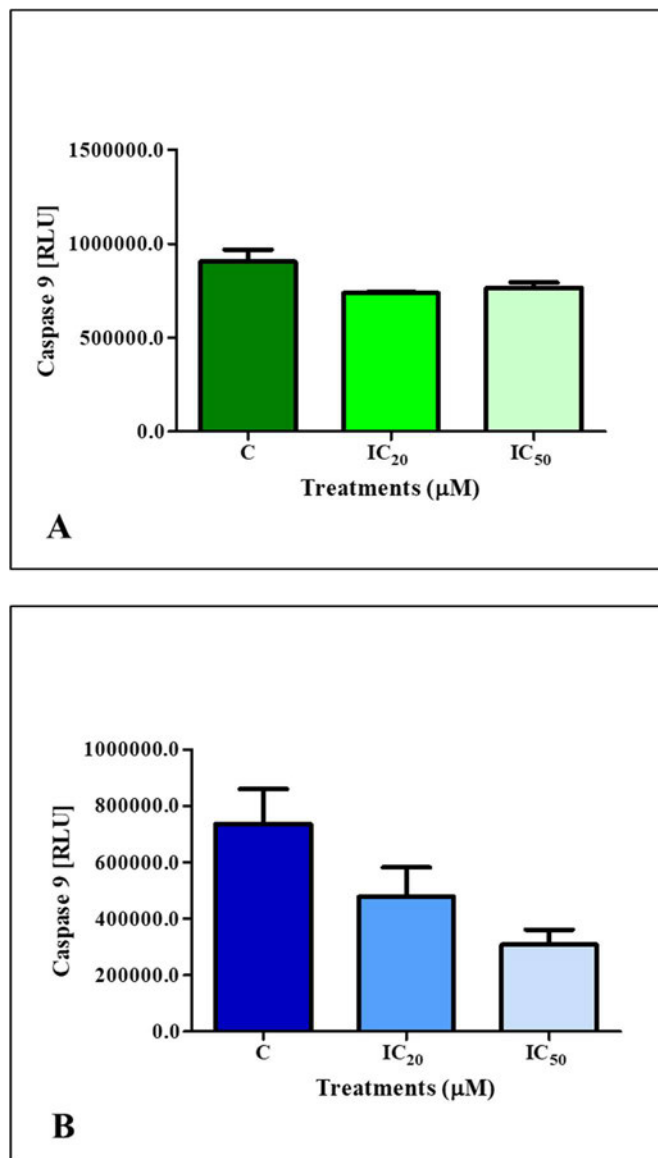 1500000.0
1000000.0
500000.0
0.0
Caspase 9 [RLU]
C IC₂₀ IC₅₀
Treatments (μM)
A
1000000.0
800000.0
600000.0
400000.0
200000.0
0.0
Caspase 9 [RLU]
C IC₂₀ IC₅₀
Treatments (μM)
B